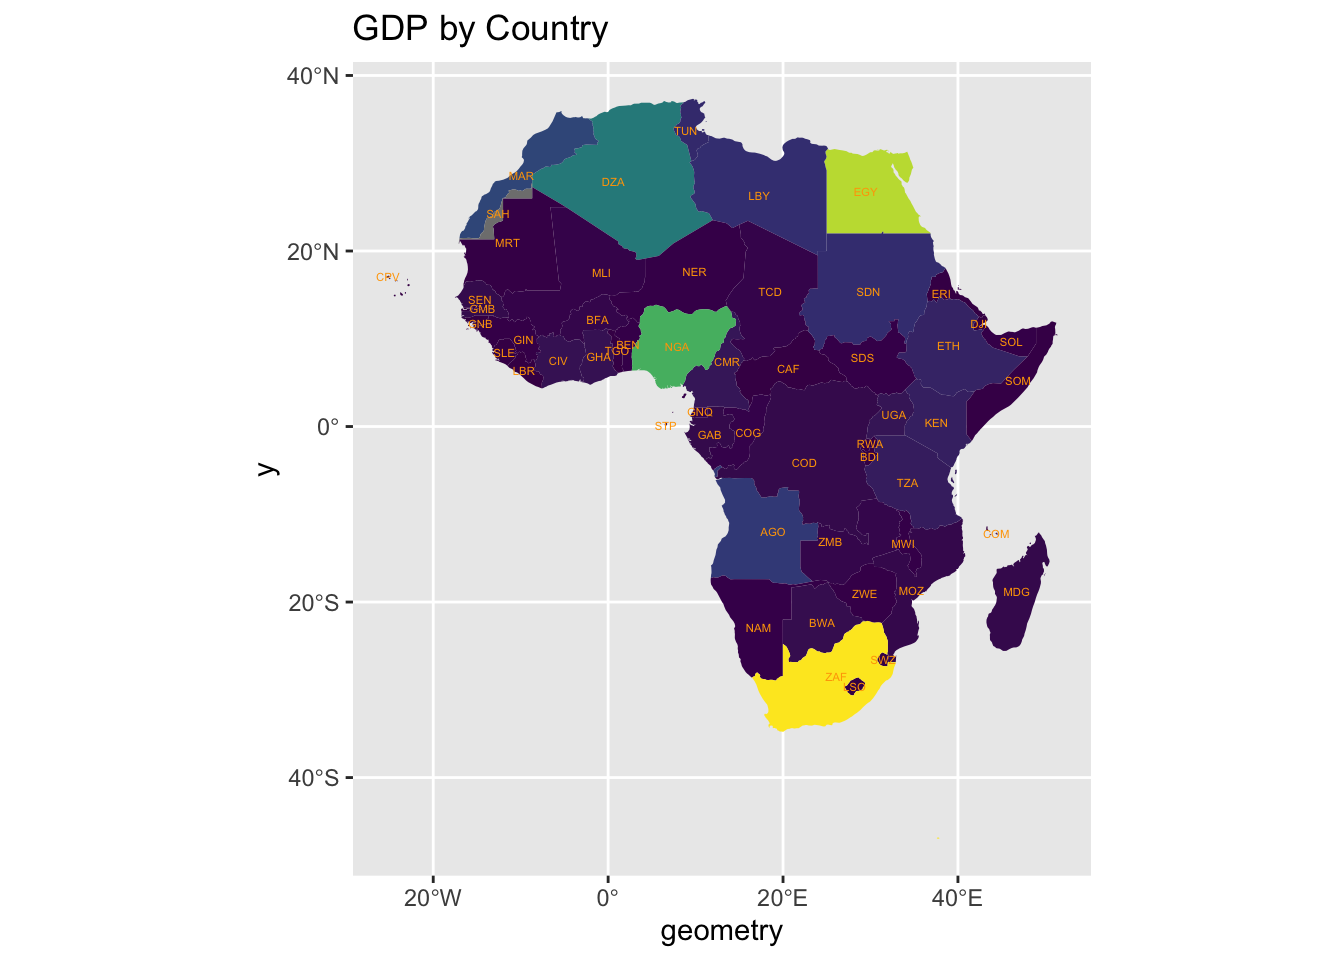 GDP by Country
40°N
20°N
0°
20°S
40°S
y
TUN
MAR
DZA
LBY
EGY
SAH
MRT
CPV
MLI
NER
TCD
SDN
ERI
SEN
GMB
GNB
BFA
DJI
GIN
SLE
CIV
GHA
TGO
BEN
NGA
CMR
ETH
SOL
LBR
CAF
SDS
SOM
GNQ
STP
UGA
KEN
GAB
COG
RWA
BDI
COD
TZA
AGO
ZMB
MWI
COM
ZWE
MOZ
MDG
NAM
BWA
SWZ
ZAF
LSO
20°W
0°
20°E
40°E
geometry